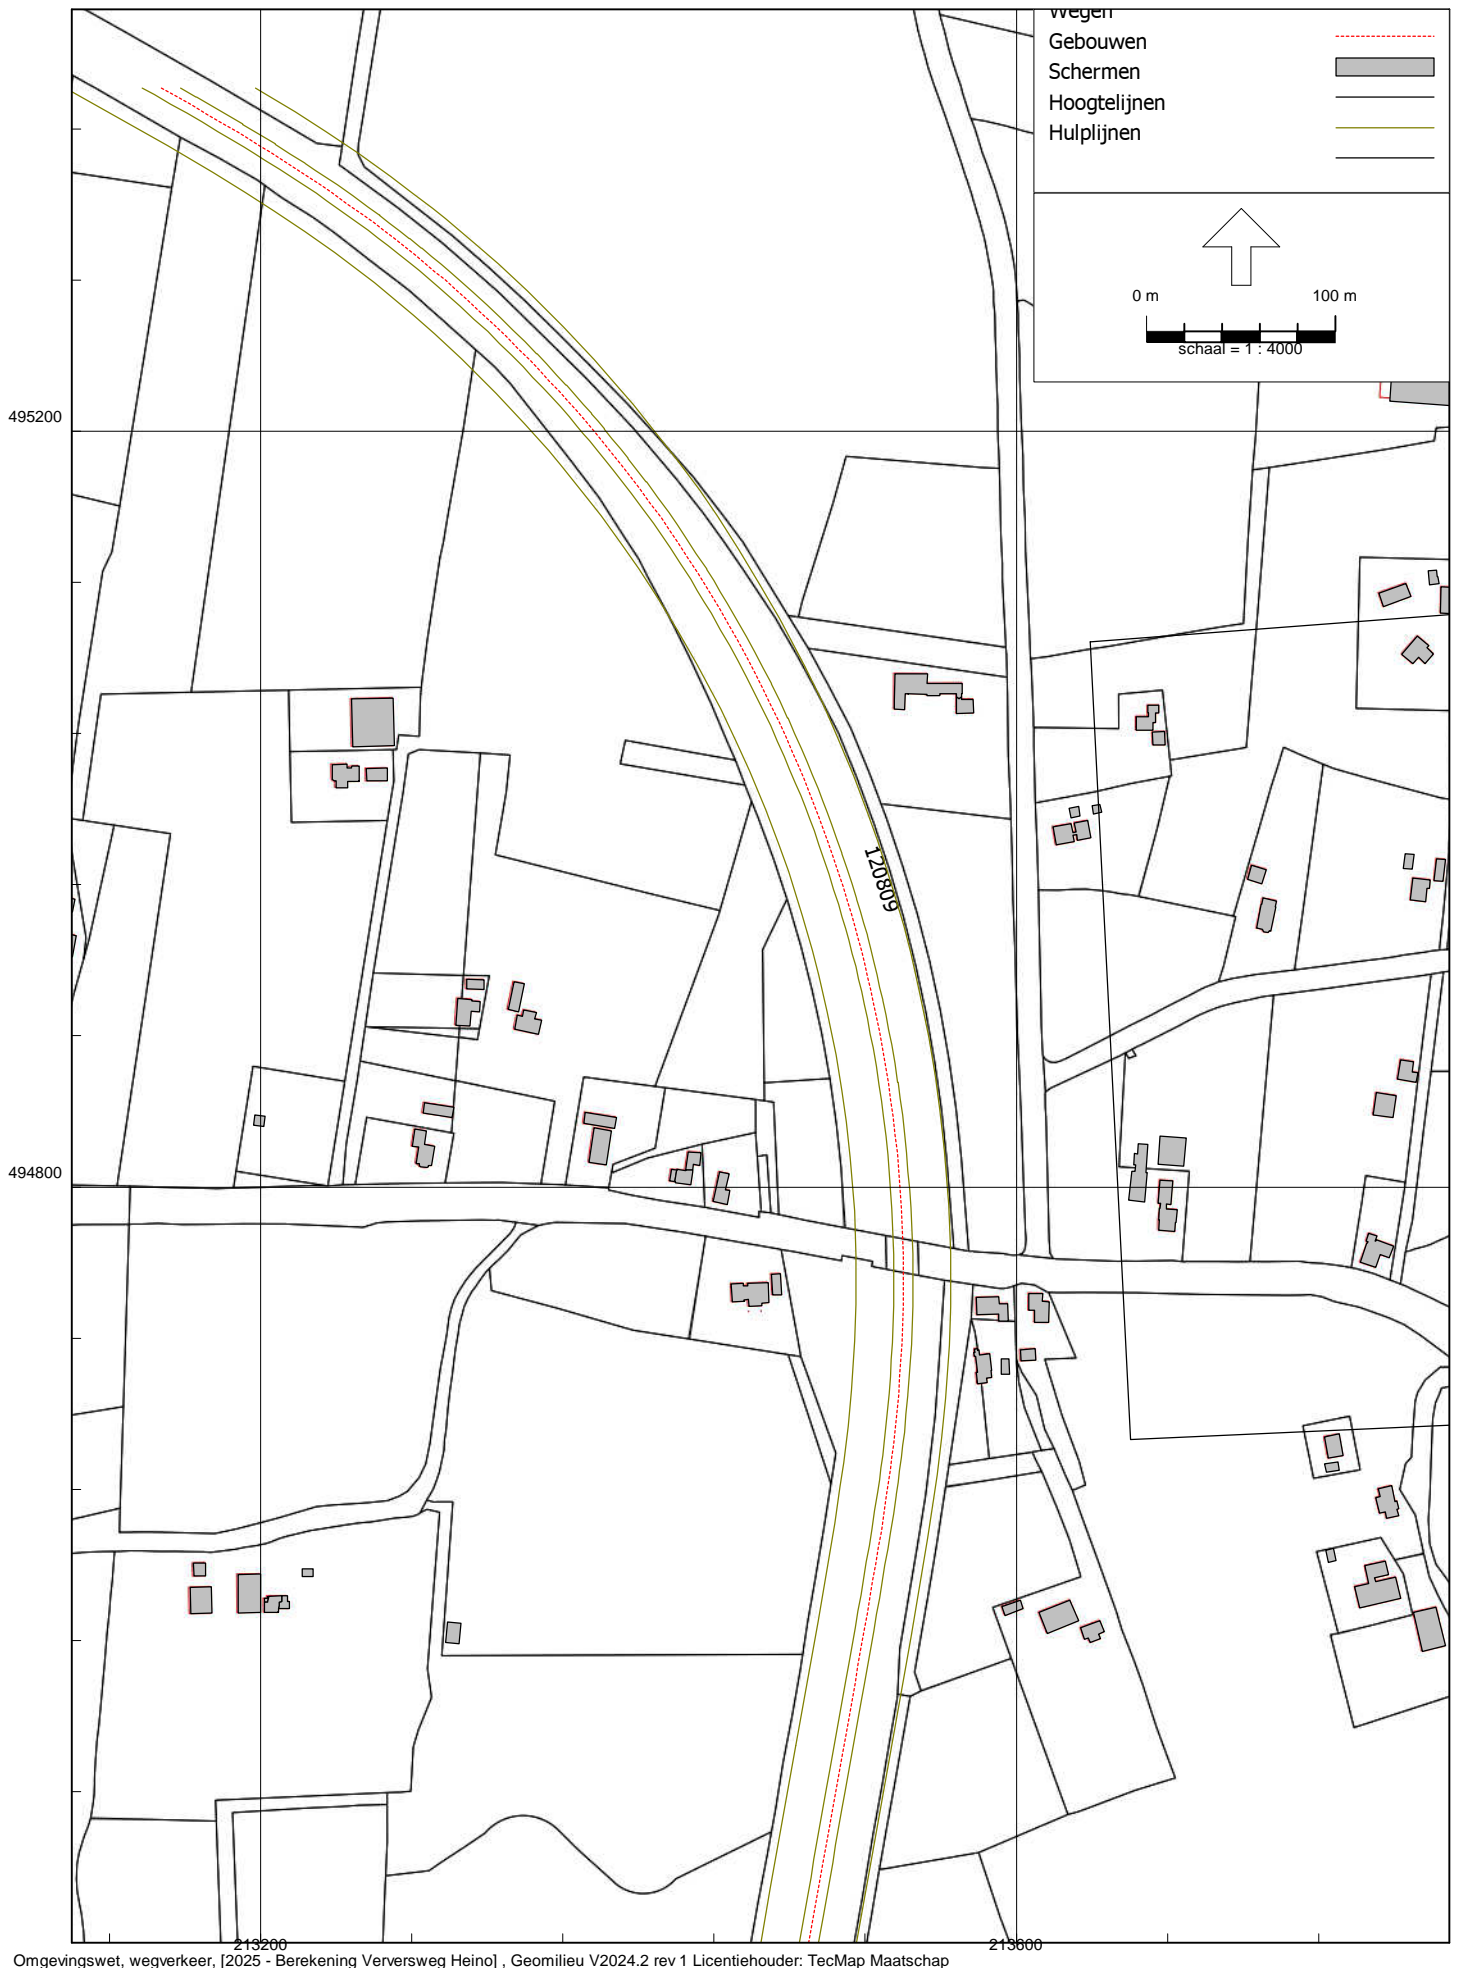 Wegen
Gebouwen
Schermen
Hoogtelijnen
Hulplijnen
0 m 100 m
schaal = 1 : 4000
495200
120809
494800
213200 213600
Omgevingswet, wegverkeer, [2025 - Berekening Ververseweg Heino] , Geomilieu V2024.2 rev 1 Licentiehouder: TecMap Maatschap